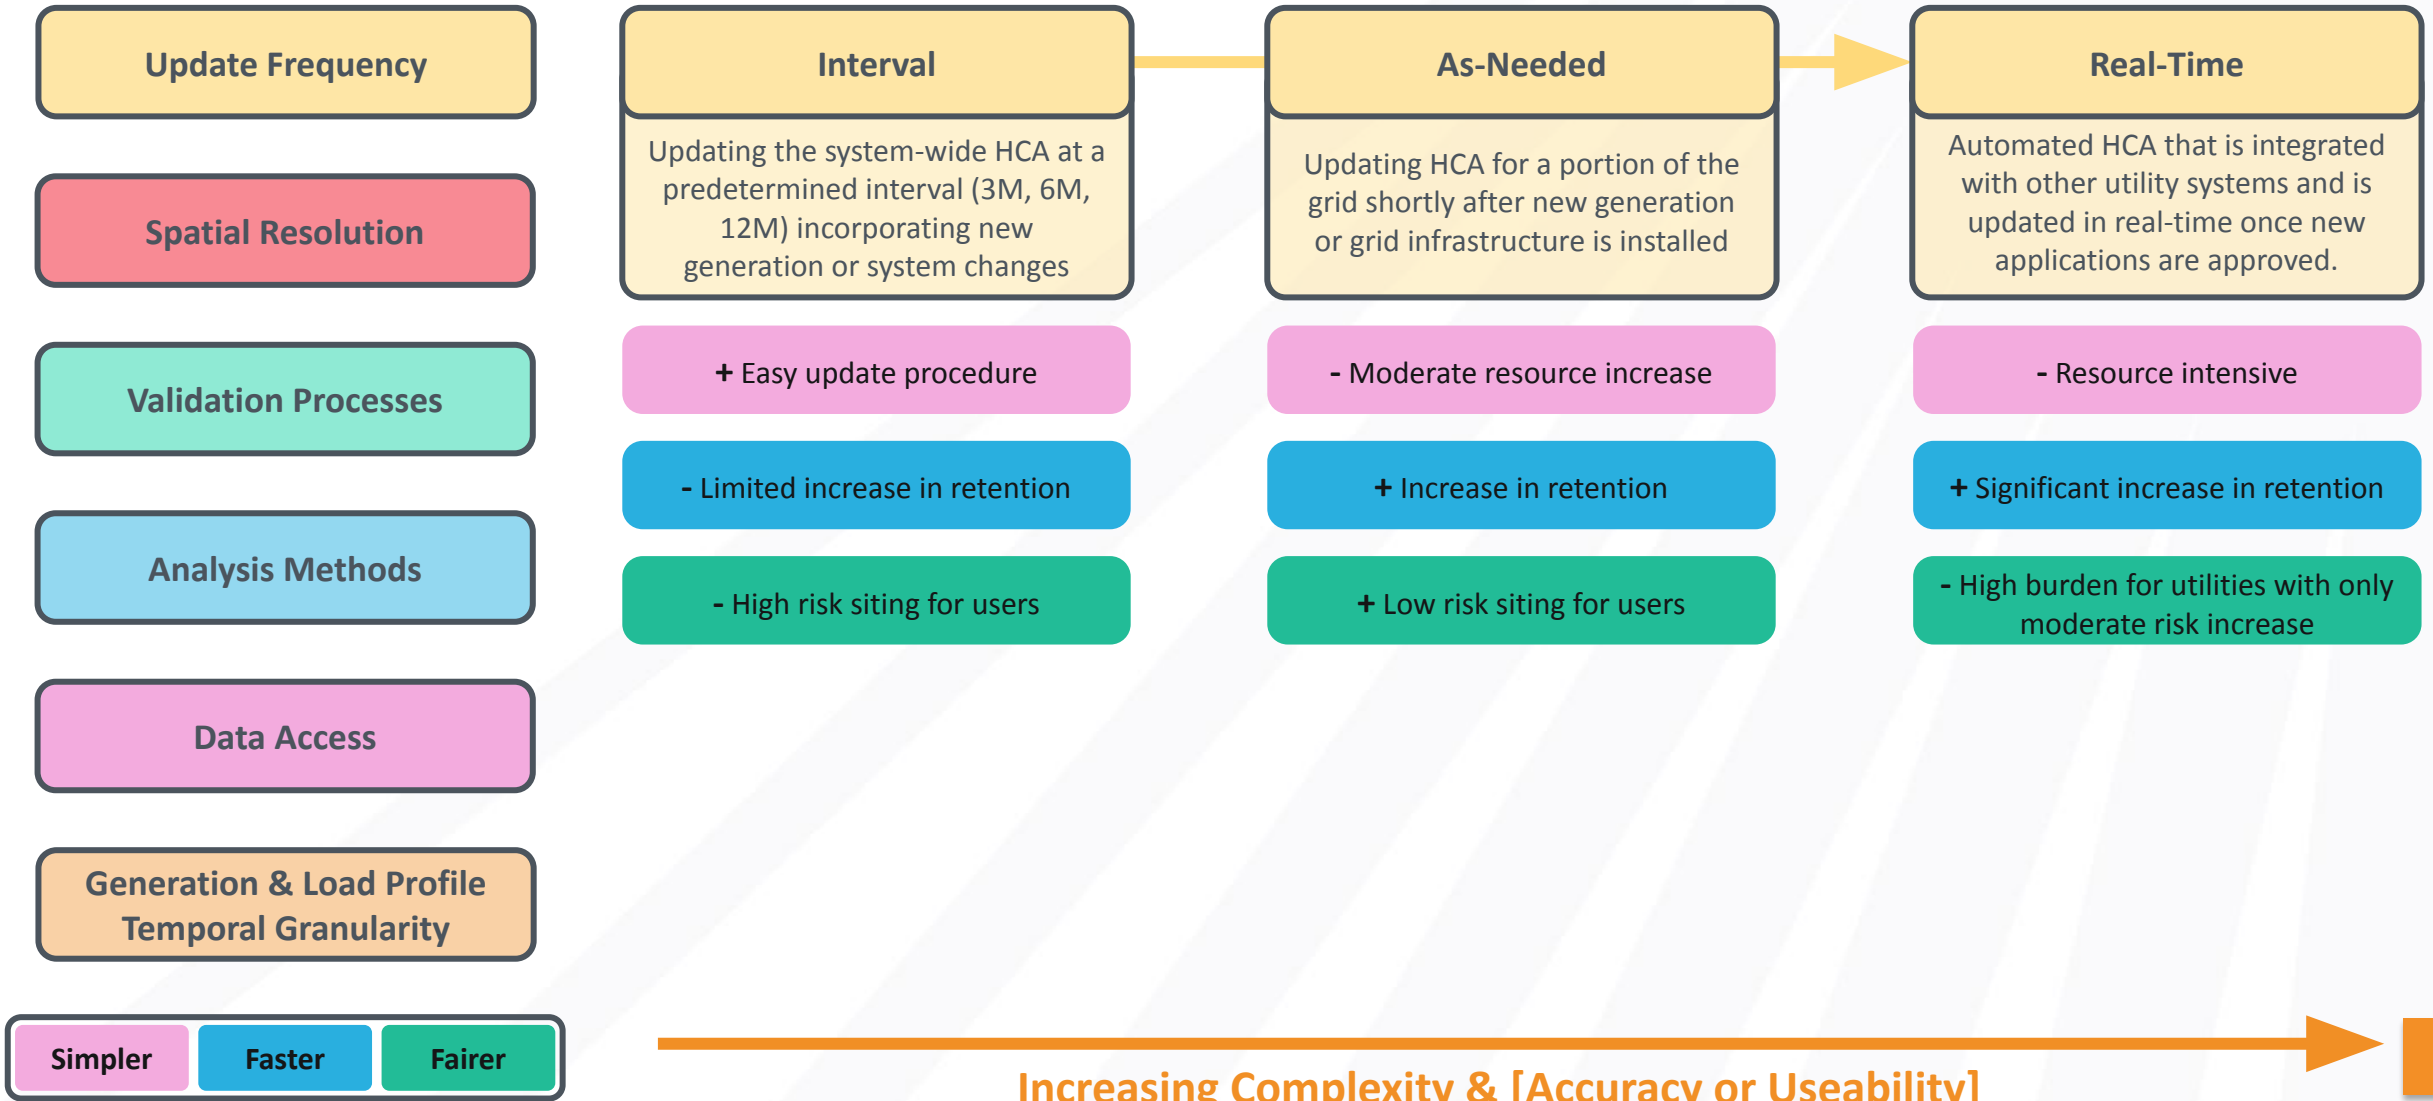 Update Frequency
Spatial Resolution
Validation Processes
Analysis Methods
Data Access
Generation & Load Profile
Temporal Granularity
Simpler
Faster
Fairer
Interval
Updating the system-wide HCA at a
predetermined interval (3M, 6M,
12M) incorporating new
generation or system changes
+ Easy update procedure
- Limited increase in retention
- High risk siting for users
As-Needed
Updating HCA for a portion of the
grid shortly after new generation
or grid infrastructure is installed
- Moderate resource increase
+ Increase in retention
+ Low risk siting for users
Real-Time
Automated HCA that is integrated
with other utility systems and is
updated in real-time once new
applications are approved.
- Resource intensive
+ Significant increase in retention
- High burden for utilities with only
moderate risk increase
Increasing Complexity & [Accuracy or Useability]